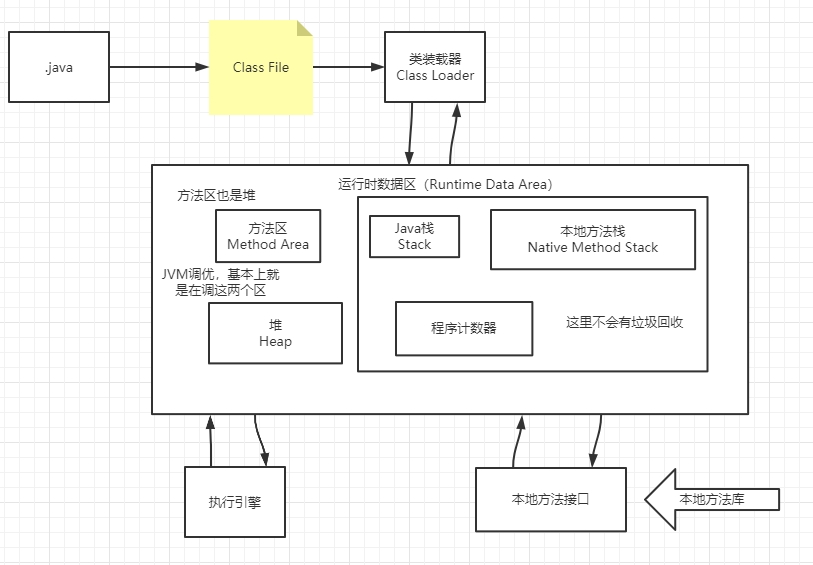 .java
Class File
类装载器
Class Loader
运行时数据区（Runtime Data Area）
方法区也是堆
方法区
Method Area
Java栈
Stack
本地方法栈
Native Method Stack
JVM调优，基本上就
是在调这两个区
堆
Heap
程序计数器
这里不会有垃圾回收
执行引擎
本地方法接口
本地方法库